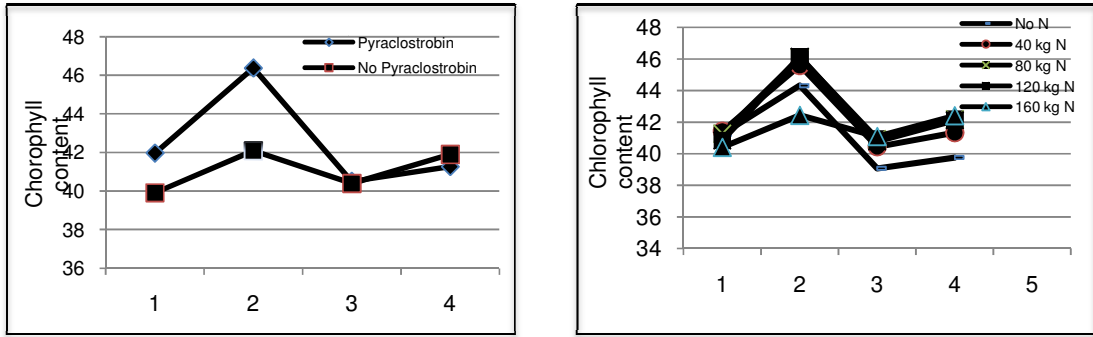 48
46
44
42
40
38
36
Chorophyll
content
Pyraclostrobin
No Pyraclostrobin
1 2 3 4
48
46
44
42
40
38
36
34
Chlorophyll
content
No N
40 kg N
80 kg N
120 kg N
160 kg N
1 2 3 4 5